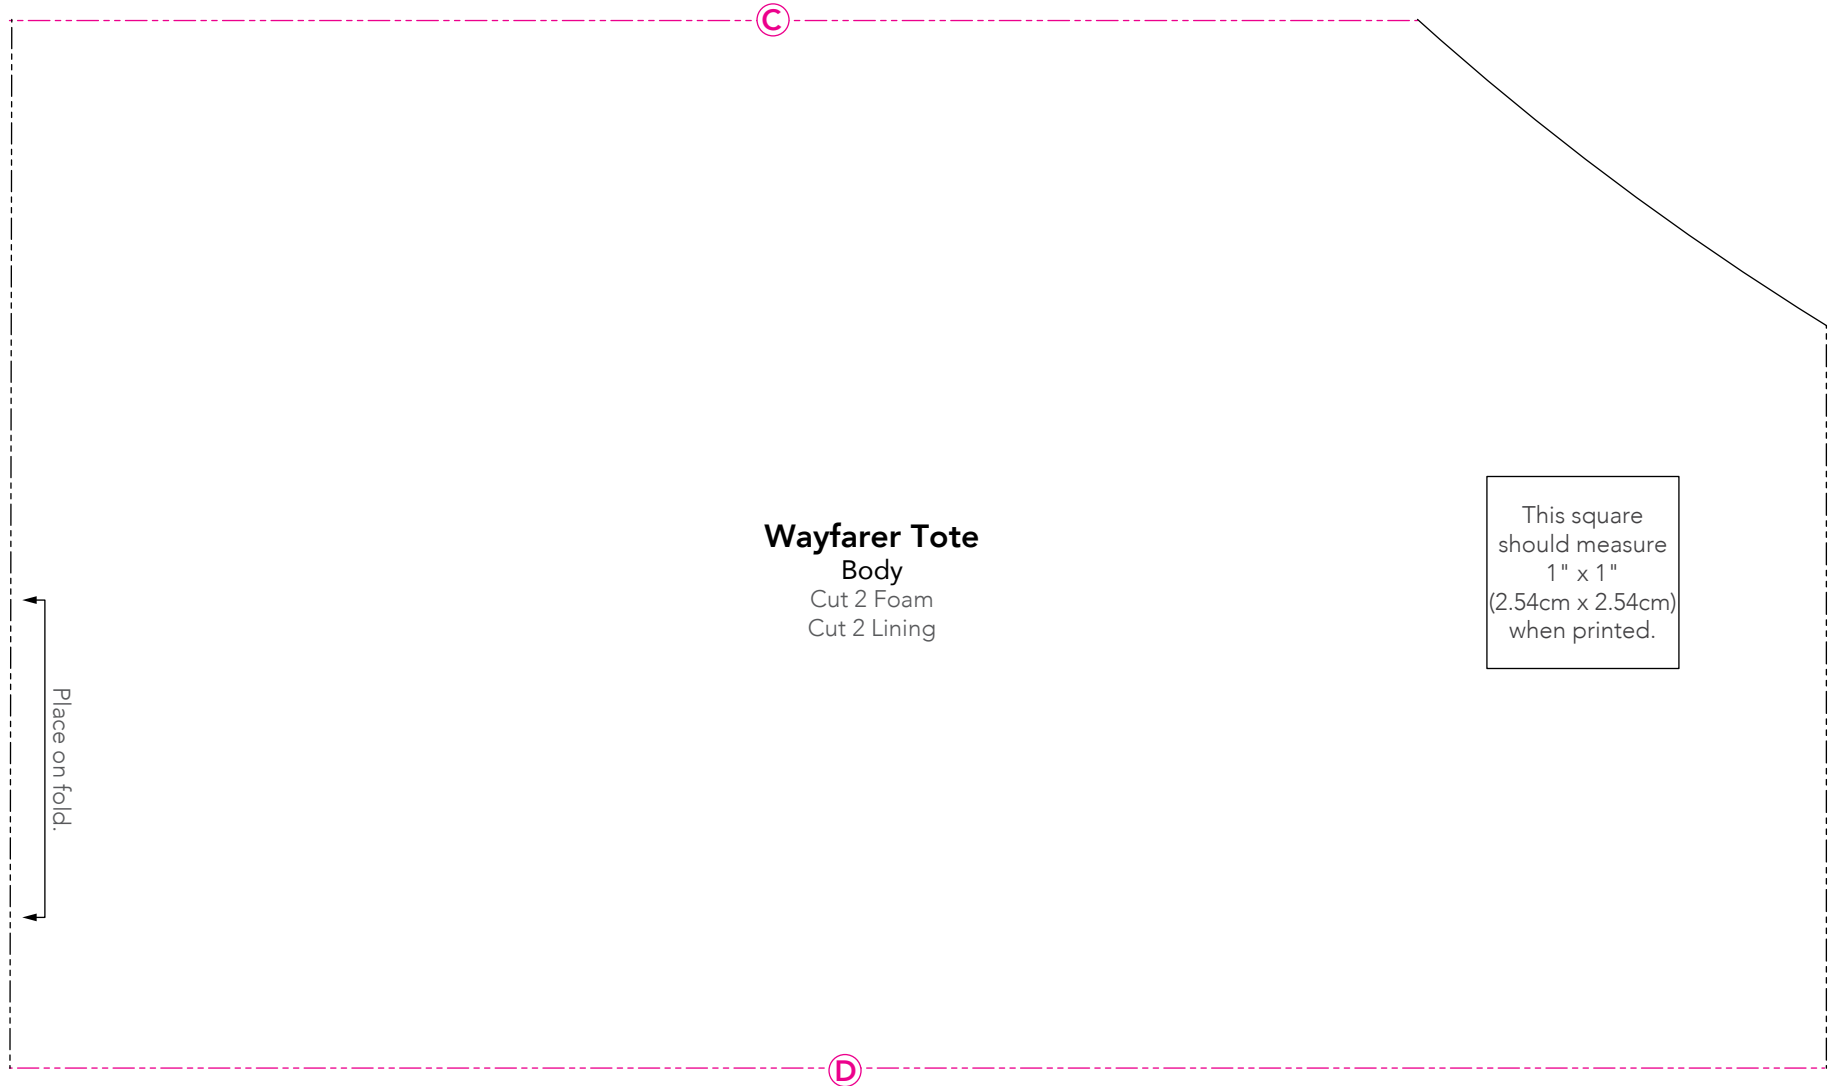 C
Wayfarer Tote
Body
Cut 2 Foam
Cut 2 Lining
This square
should measure
1" x 1"
(2.54cm x 2.54cm)
when printed.
Place on fold.
D